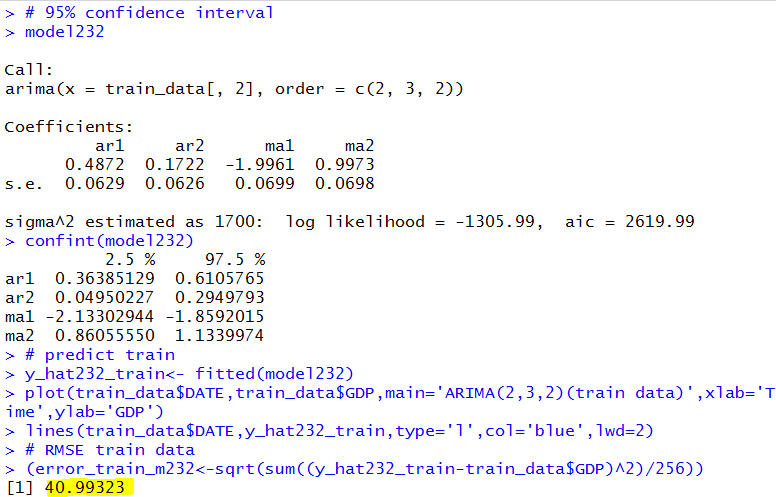 > # 95% confidence interval
> model232
Call:
arima(x = train_data[, 2], order = c(2, 3, 2))
Coefficients:
         ar1     ar2      ma1     ma2
      0.4872  0.1722  -1.9961  0.9973
s.e.  0.0629  0.0626   0.0699  0.0698
sigma^2 estimated as 1700:  log likelihood = -1305.99,  aic = 2619.99
> confint(model232)
          2.5 %     97.5 %
ar1  0.36385129  0.6105765
ar2  0.04950227  0.2949793
ma1 -2.13302944 -1.8592015
ma2  0.86055550  1.1339974
> # predict train
> y_hat232_train<- fitted(model232)
> plot(train_data$DATE,train_data$GDP,main='ARIMA(2,3,2)(train data)',xlab='T
ime',ylab='GDP')
> lines(train_data$DATE,y_hat232_train,type='l',col='blue',lwd=2)
> # RMSE train data
> (error_train_m232<-sqrt(sum((y_hat232_train-train_data$GDP)^2)/256))
[1] 40.99323